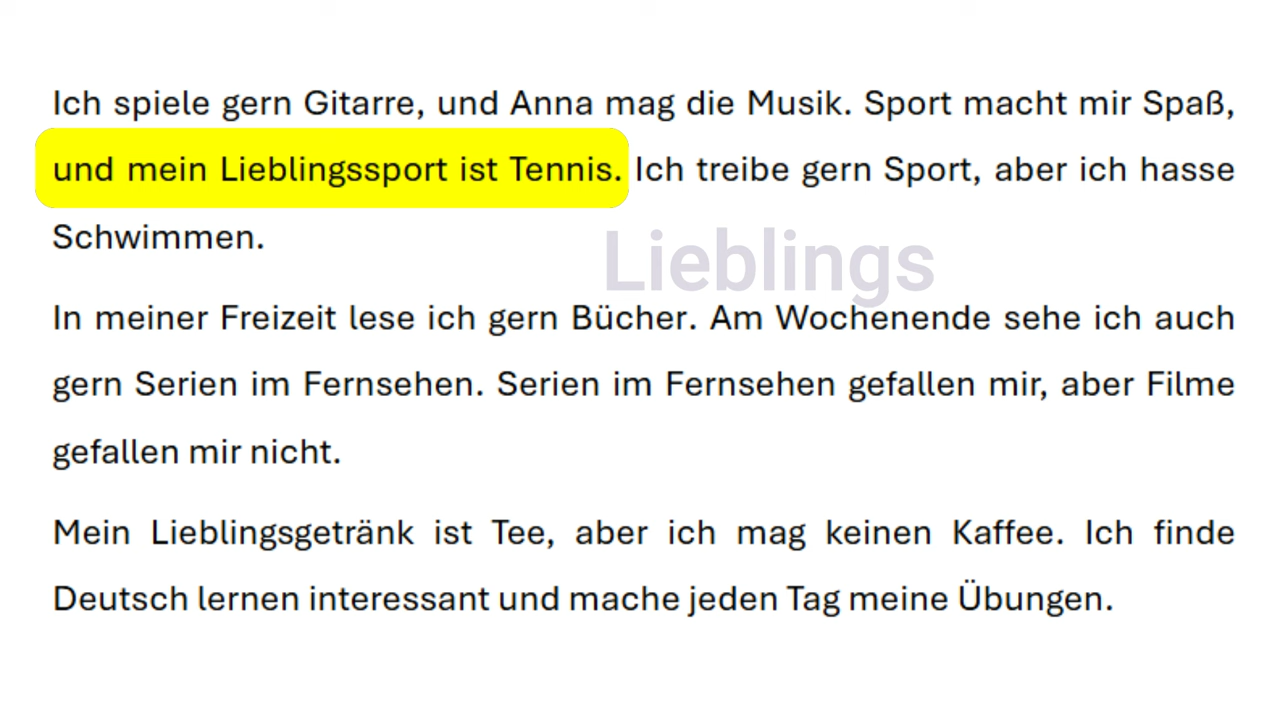 Ich spiele gern Gitarre, und Anna mag die Musik. Sport macht mir Spaß,
und mein Lieblingssport ist Tennis. Ich treibe gern Sport, aber ich hasse
Schwimmen.
Lieblings
In meiner Freizeit lese ich gern Bücher. Am Wochenende sehe ich auch
gern Serien im Fernsehen. Serien im Fernsehen gefallen mir, aber Filme
gefallen mir nicht.
Mein Lieblingsgetränk ist Tee, aber ich mag keinen Kaffee. Ich finde
Deutsch lernen interessant und mache jeden Tag meine Übungen.